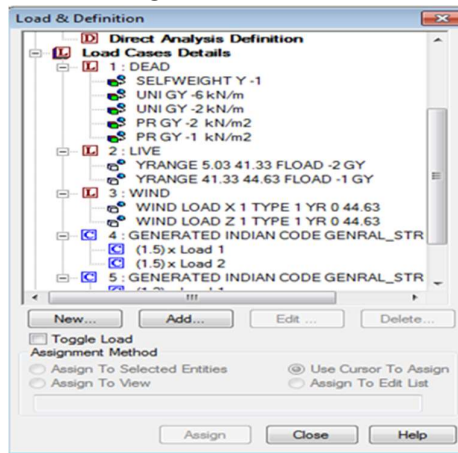 Load & Definition
D Direct Analysis Definition
L Load Cases Details
L 1 : DEAD
SELFWEIGHT Y -1
UNI GY -6 kN/m
UNI GY -2 kN/m
PR GY -2 kN/m2
PR GY -1 kN/m2
L 2 : LIVE
YRANGE 5.03 41.33 FLOAD -2 GY
YRANGE 41.33 44.63 FLOAD -1 GY
L 3 : WIND
WIND LOAD X 1 TYPE 1 YR 0 44.63
WIND LOAD Z 1 TYPE 1 YR 0 44.63
C 4 : GENERATED INDIAN CODE GENRAL_STR
C (1.5) x Load 1
C (1.5) x Load 2
C 5 : GENERATED INDIAN CODE GENRAL_STR
New... Add... Edit ... Delete...
Toggle Load
Assignment Method
Assign To Selected Entities Use Cursor To Assign
Assign To View Assign To Edit List
Assign Close Help